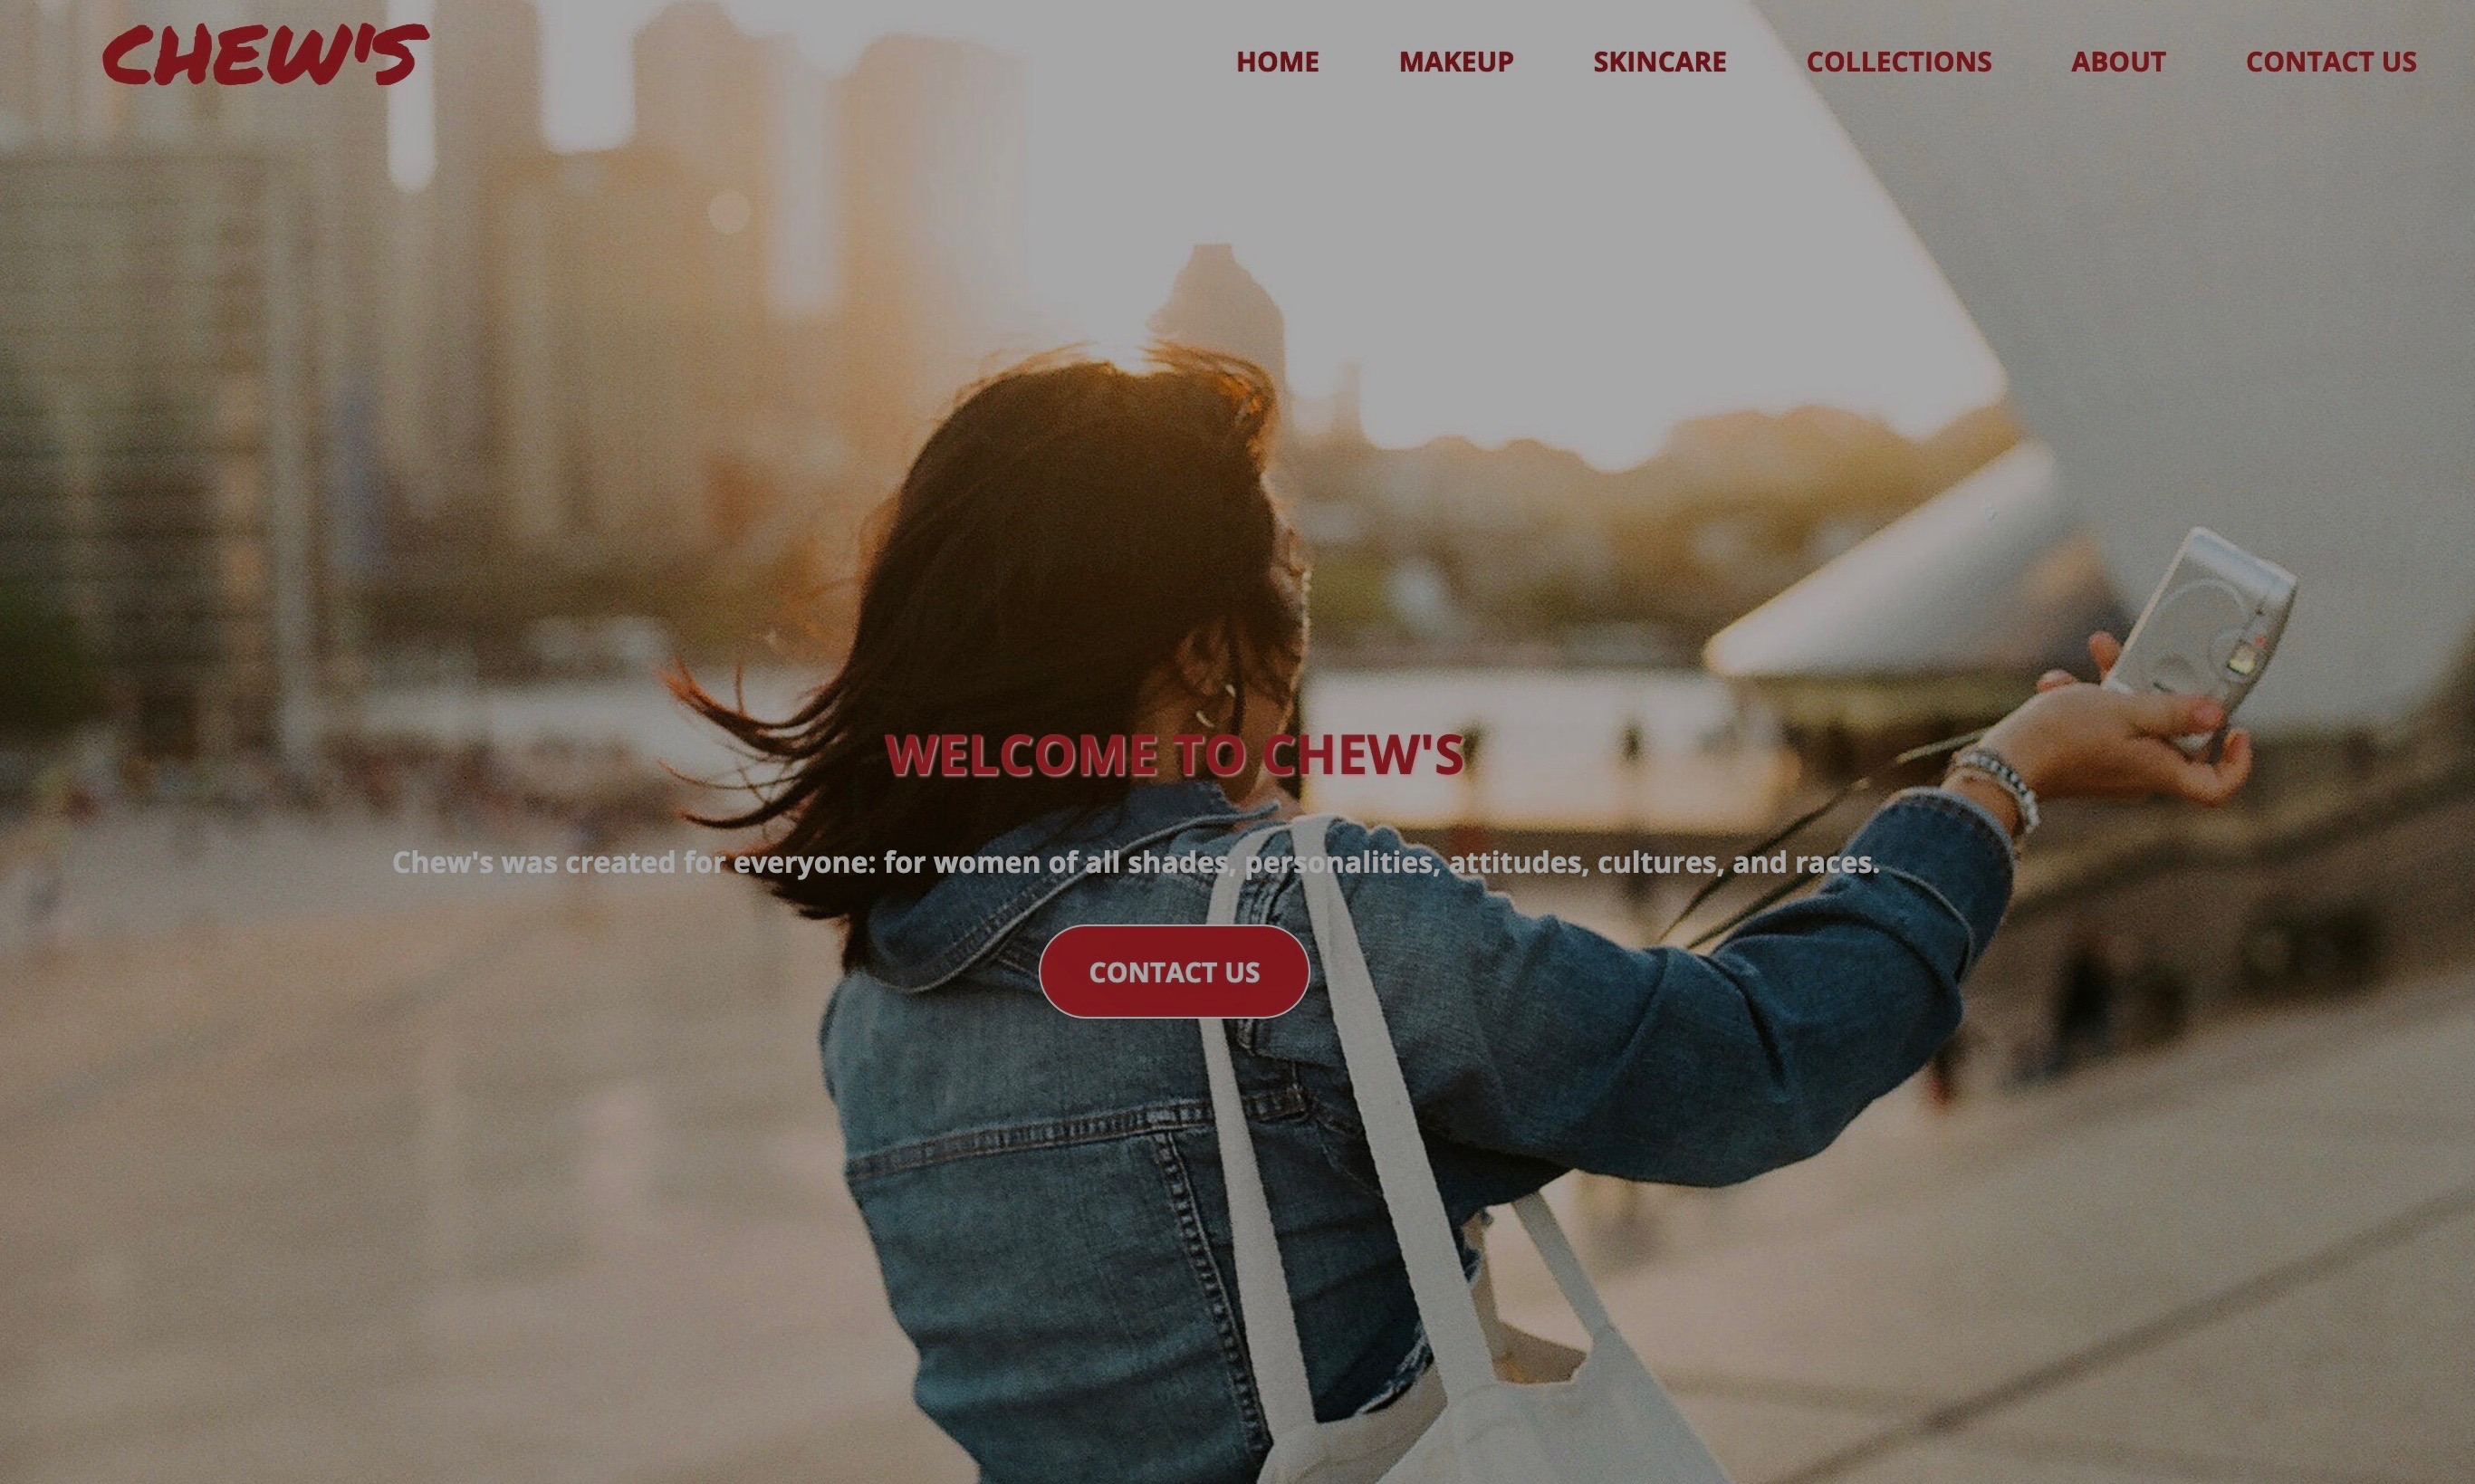 CHEW'S
HOME MAKEUP SKINCARE COLLECTIONS ABOUT CONTACT US
WELCOME TO CHEW'S
Chew's was created for everyone: for women of all shades, personalities, attitudes, cultures, and races.
CONTACT US